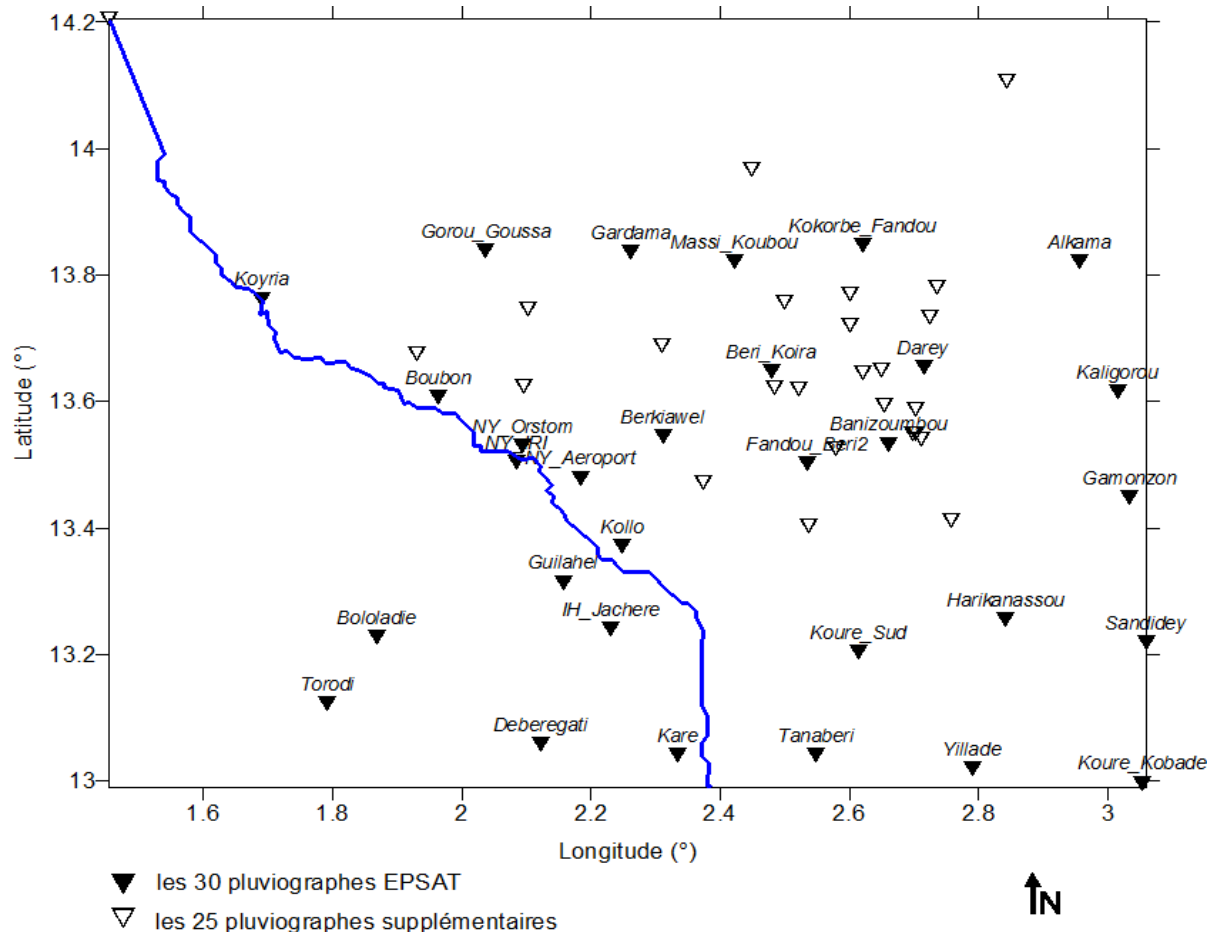 14.2
14
Kokorbe_Fandou
Gorou_Goussa
Gardama
Massi_Koubou
Alkama
13.8
Koyria
Beri_Koira
Darey
Latitude (°)
Boubon
Kaligorou
13.6
NY_Orstom
Berkiawel
Banizoumbou
NY_IRI
NY_Aeroport
Fandou_Beri2
Gamonzon
13.4
Kollo
Guilahel
Harikanassou
IH_Jachere
Bololadie
Koure_Sud
Sandidey
13.2
Torodi
Deberegati
Kare
Tanaberi
Yillade
Koure_Kobade
13
1.6 1.8 2 2.2 2.4 2.6 2.8 3
Longitude (°)
les 30 pluviographes EPSAT
les 25 pluviographes supplémentaires
N